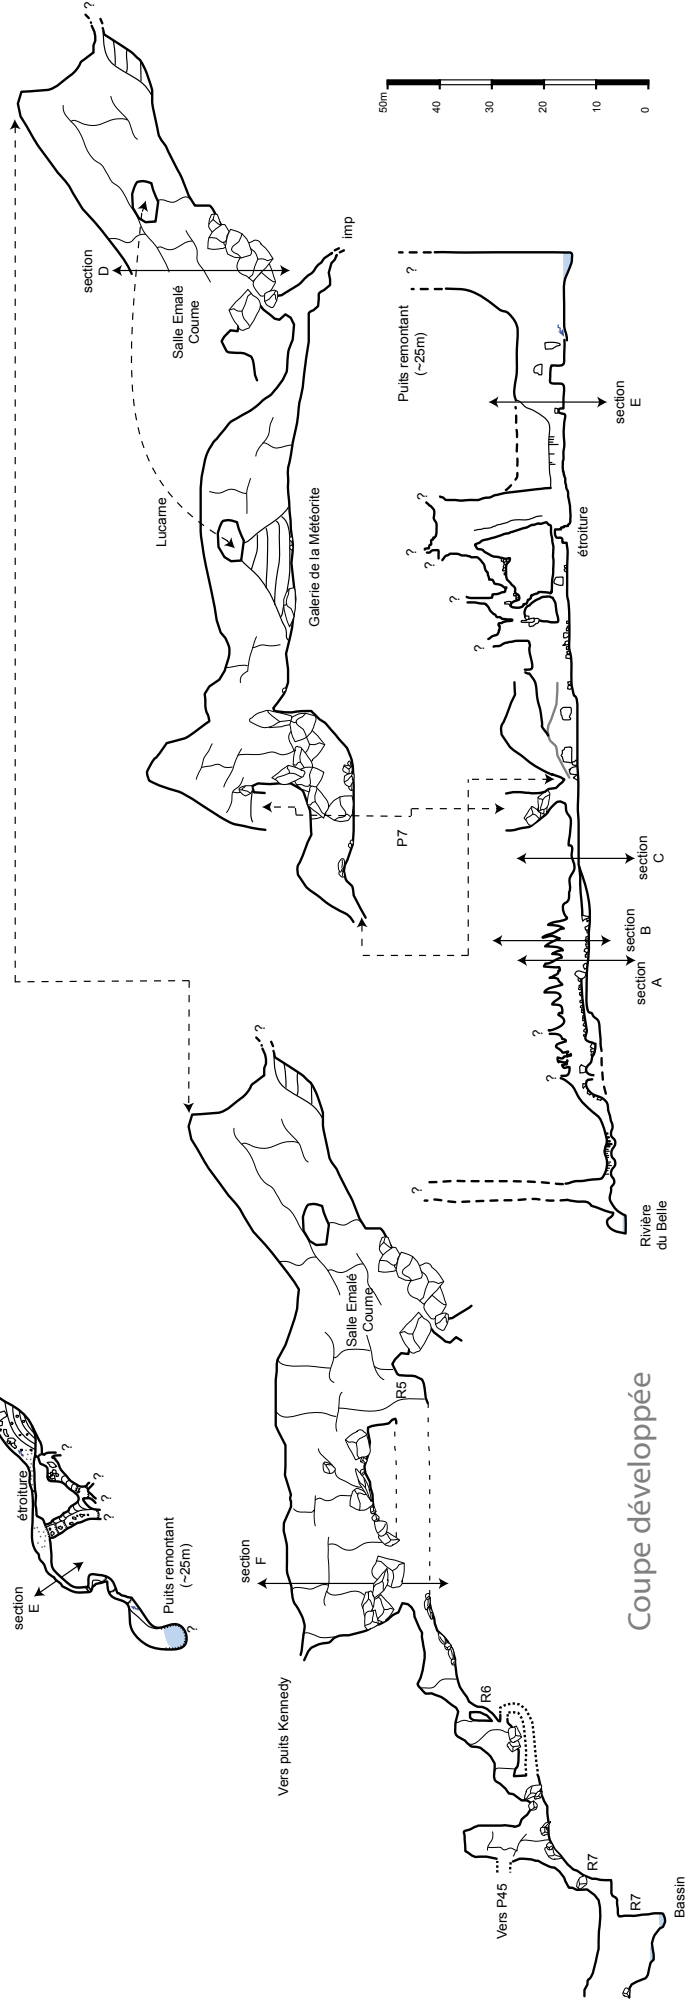 ?
section
D
Salle Emalé
Coume
imp
Lucarne
Galerie de la Météorite
P7
50m
40
30
20
10
0
?
Puits remontant
(~25m)
section
E
étroiture
?
?
?
?
?
section
C
section
B
section
A
?
?
?
Rivière
du Belle
?
Salle Emalé
Coume
R5
section
F
Vers puits Kennedy
R6
Vers P45
R7
R7
Bassin
étroiture
?
?
?
section
E
Puits remontant
(~25m)
?
Coupe développée